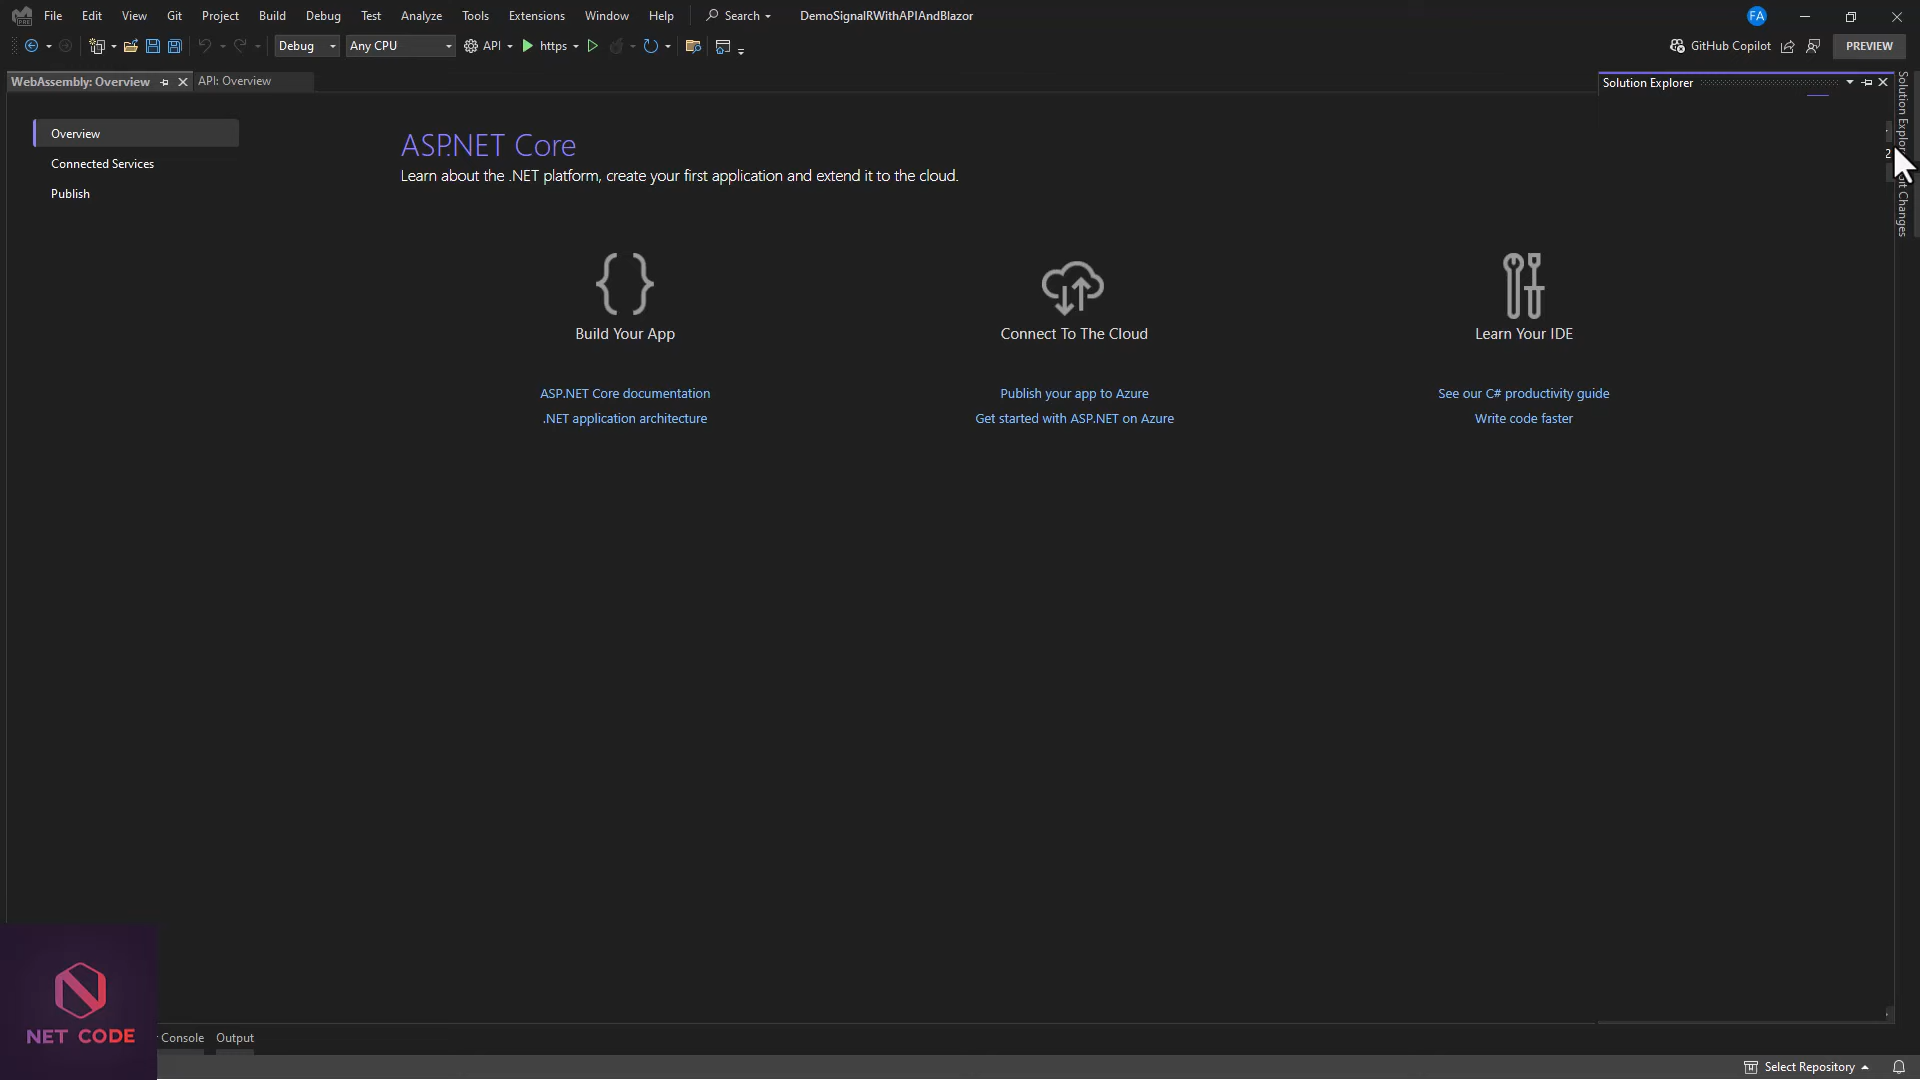 File Edit View Git Project Build Debug Test Analyze Tools Extensions Window Help Search DemoSignalRWithAPIAndBlazor FA
Debug Any CPU API https GitHub Copilot PREVIEW
WebAssembly: Overview API: Overview Solution Explorer
Solution Explorer
Changes
Overview
Connected Services
Publish
ASP.NET Core
Learn about the .NET platform, create your first application and extend it to the cloud.
Build Your App
ASP.NET Core documentation
.NET application architecture
Connect To The Cloud
Publish your app to Azure
Get started with ASP.NET on Azure
Learn Your IDE
See our C# productivity guide
Write code faster
NET CODE
Console Output
Select Repository